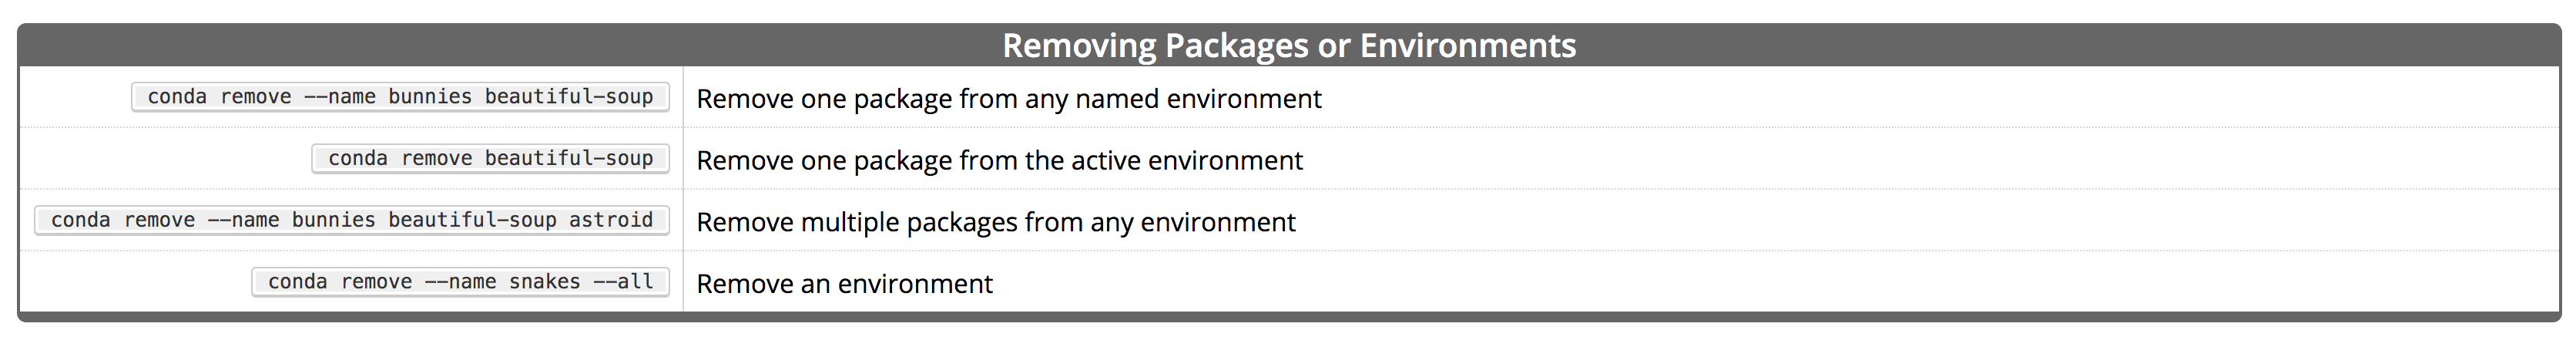 Removing Packages or Environments
conda remove --name bunnies beautiful-soup
Remove one package from any named environment
conda remove beautiful-soup
Remove one package from the active environment
conda remove --name bunnies beautiful-soup astroid
Remove multiple packages from any environment
conda remove --name snakes --all
Remove an environment